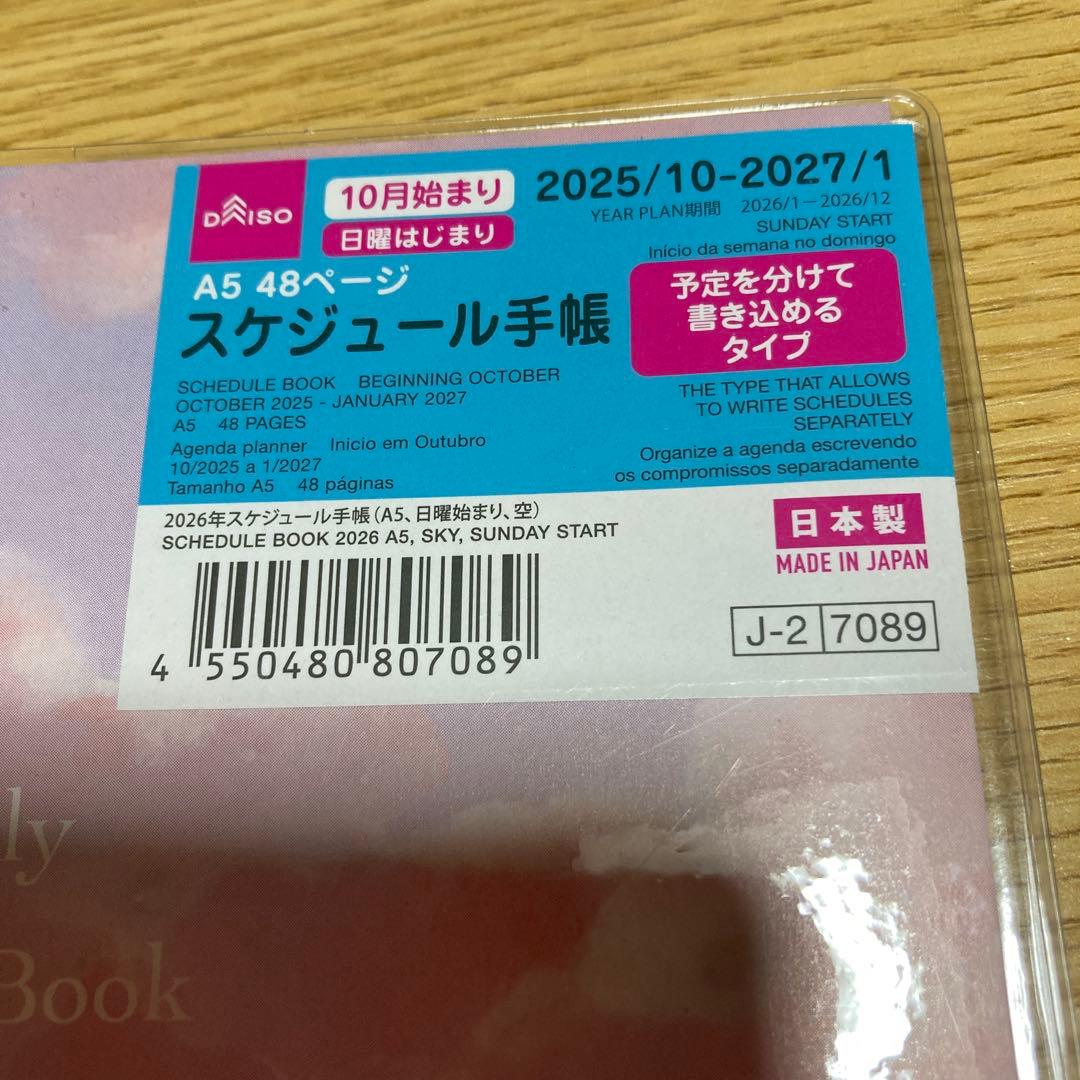 DAISO
10月始まり
日曜はじまり
2025/10-2027/1
YEAR PLAN期間 2026/1－2026/12
SUNDAY START
Início da semana no domingo
A5 48ページ
スケジュール手帳
予定を分けて
書き込める
タイプ
SCHEDULE BOOK BEGINNING OCTOBER
OCTOBER 2025 - JANUARY 2027
A5 48 PAGES
Agenda planner Inicio em Outubro
10/2025 a 1/2027
Tamanho A5 48 páginas
THE TYPE THAT ALLOWS
TO WRITE SCHEDULES
SEPARATELY
Organize a agenda escrevendo
os compromissos separadamente
2026年スケジュール手帳（A5、日曜始まり、空）
SCHEDULE BOOK 2026 A5, SKY, SUNDAY START
日本製
MADE IN JAPAN
J-2 7089
4 550480 807089
ly
Book